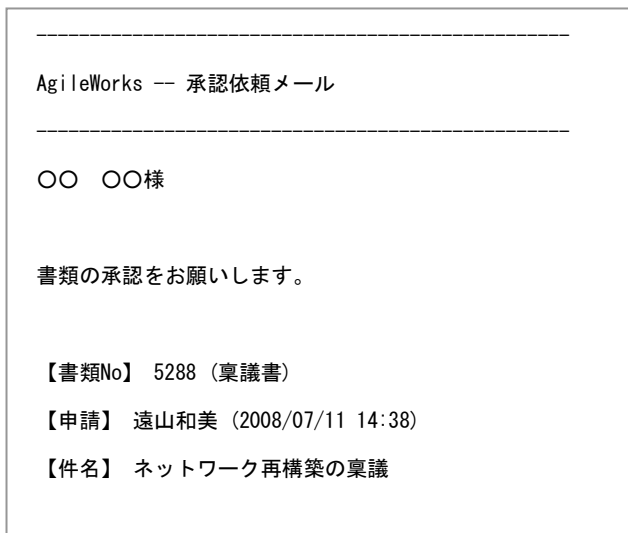 --------------------------------------------------
AgileWorks -- 承認依頼メール
--------------------------------------------------
〇〇　〇〇様
書類の承認をお願いします。
【書類No】 5288 (稟議書)
【申請】 遠山和美 (2008/07/11 14:38)
【件名】 ネットワーク再構築の稟議